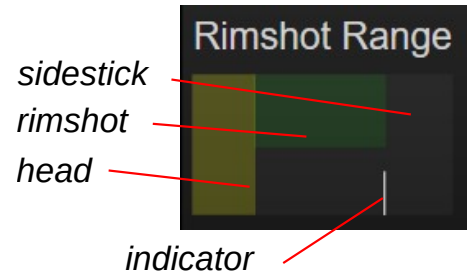 Rimshot Range
sidestick
rimshot
head
indicator